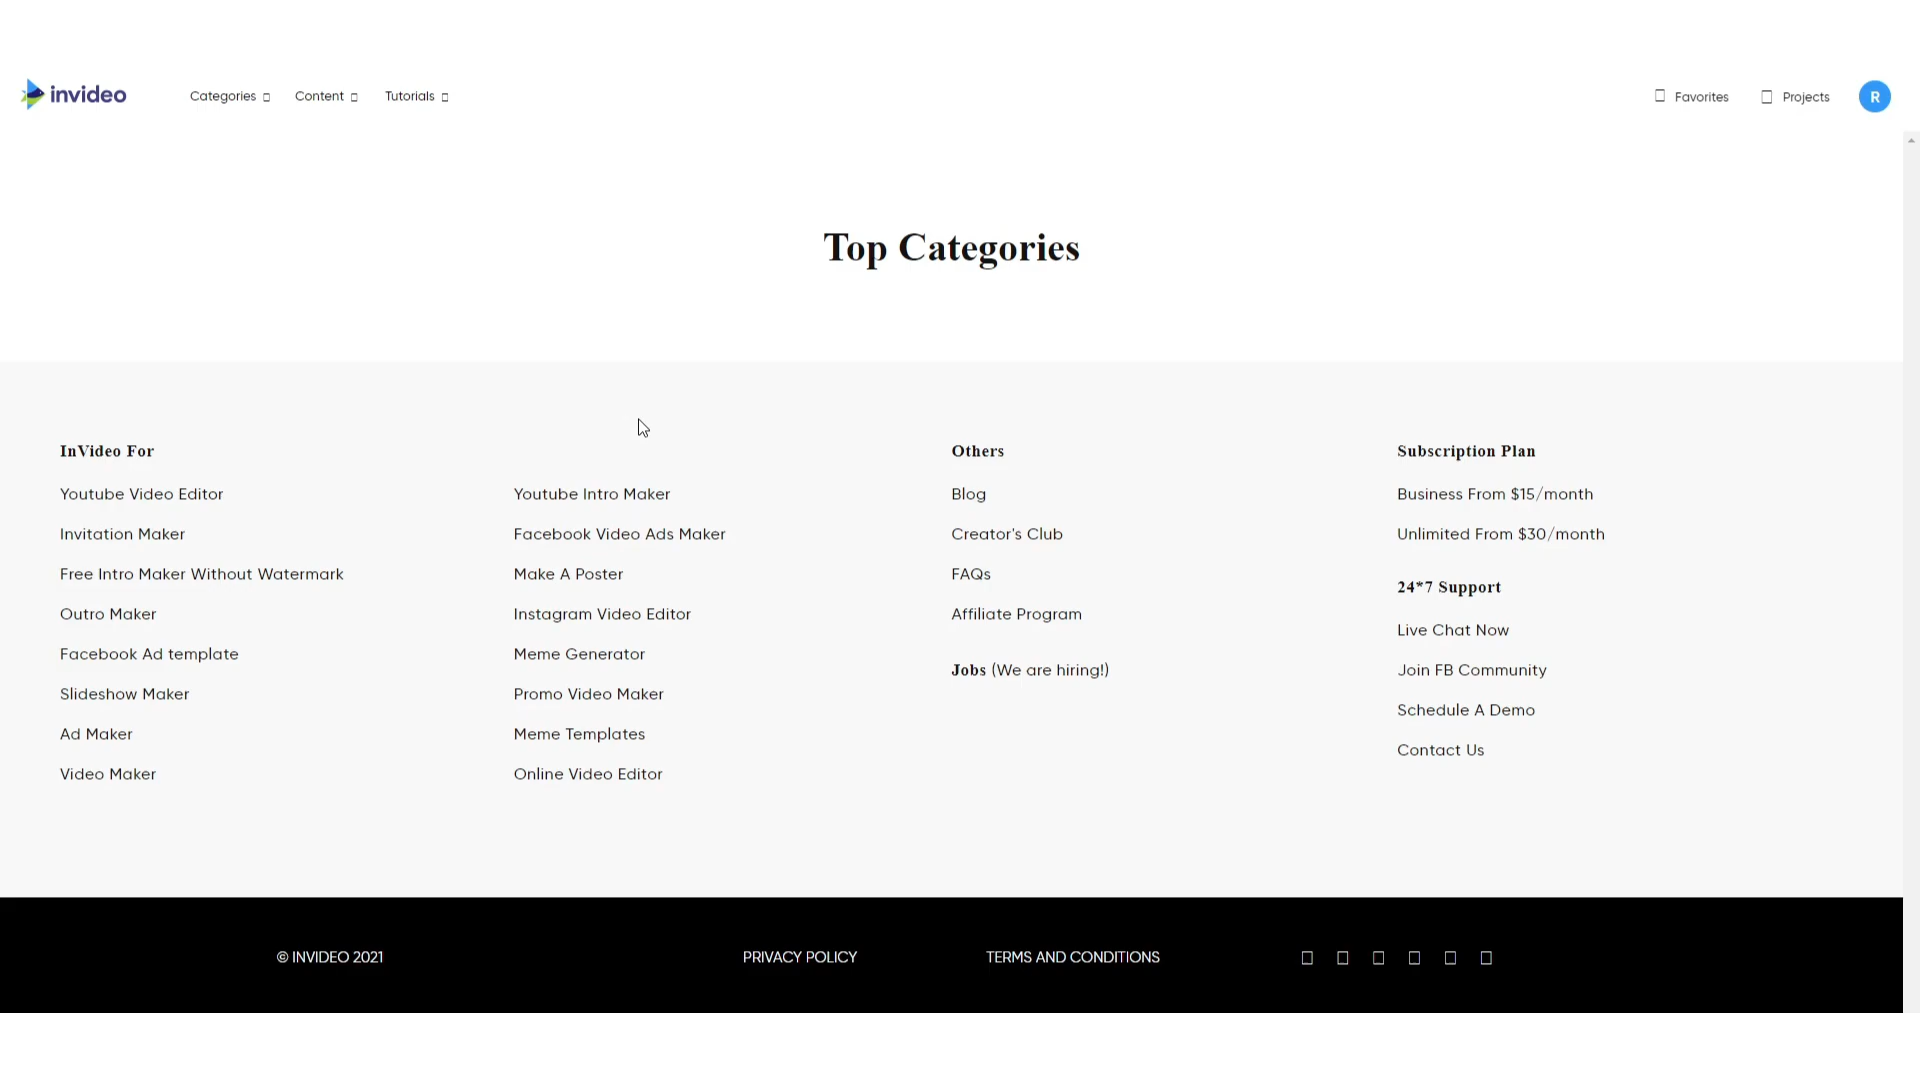 invideo
Categories
Content
Tutorials
Favorites
Projects
R
Top Categories
InVideo For
Youtube Video Editor
Invitation Maker
Free Intro Maker Without Watermark
Outro Maker
Facebook Ad template
Slideshow Maker
Ad Maker
Video Maker
Youtube Intro Maker
Facebook Video Ads Maker
Make A Poster
Instagram Video Editor
Meme Generator
Promo Video Maker
Meme Templates
Online Video Editor
Others
Blog
Creator's Club
FAQs
Affiliate Program
Jobs (We are hiring!)
Subscription Plan
Business From $15/month
Unlimited From $30/month
24*7 Support
Live Chat Now
Join FB Community
Schedule A Demo
Contact Us
© INVIDEO 2021
PRIVACY POLICY
TERMS AND CONDITIONS